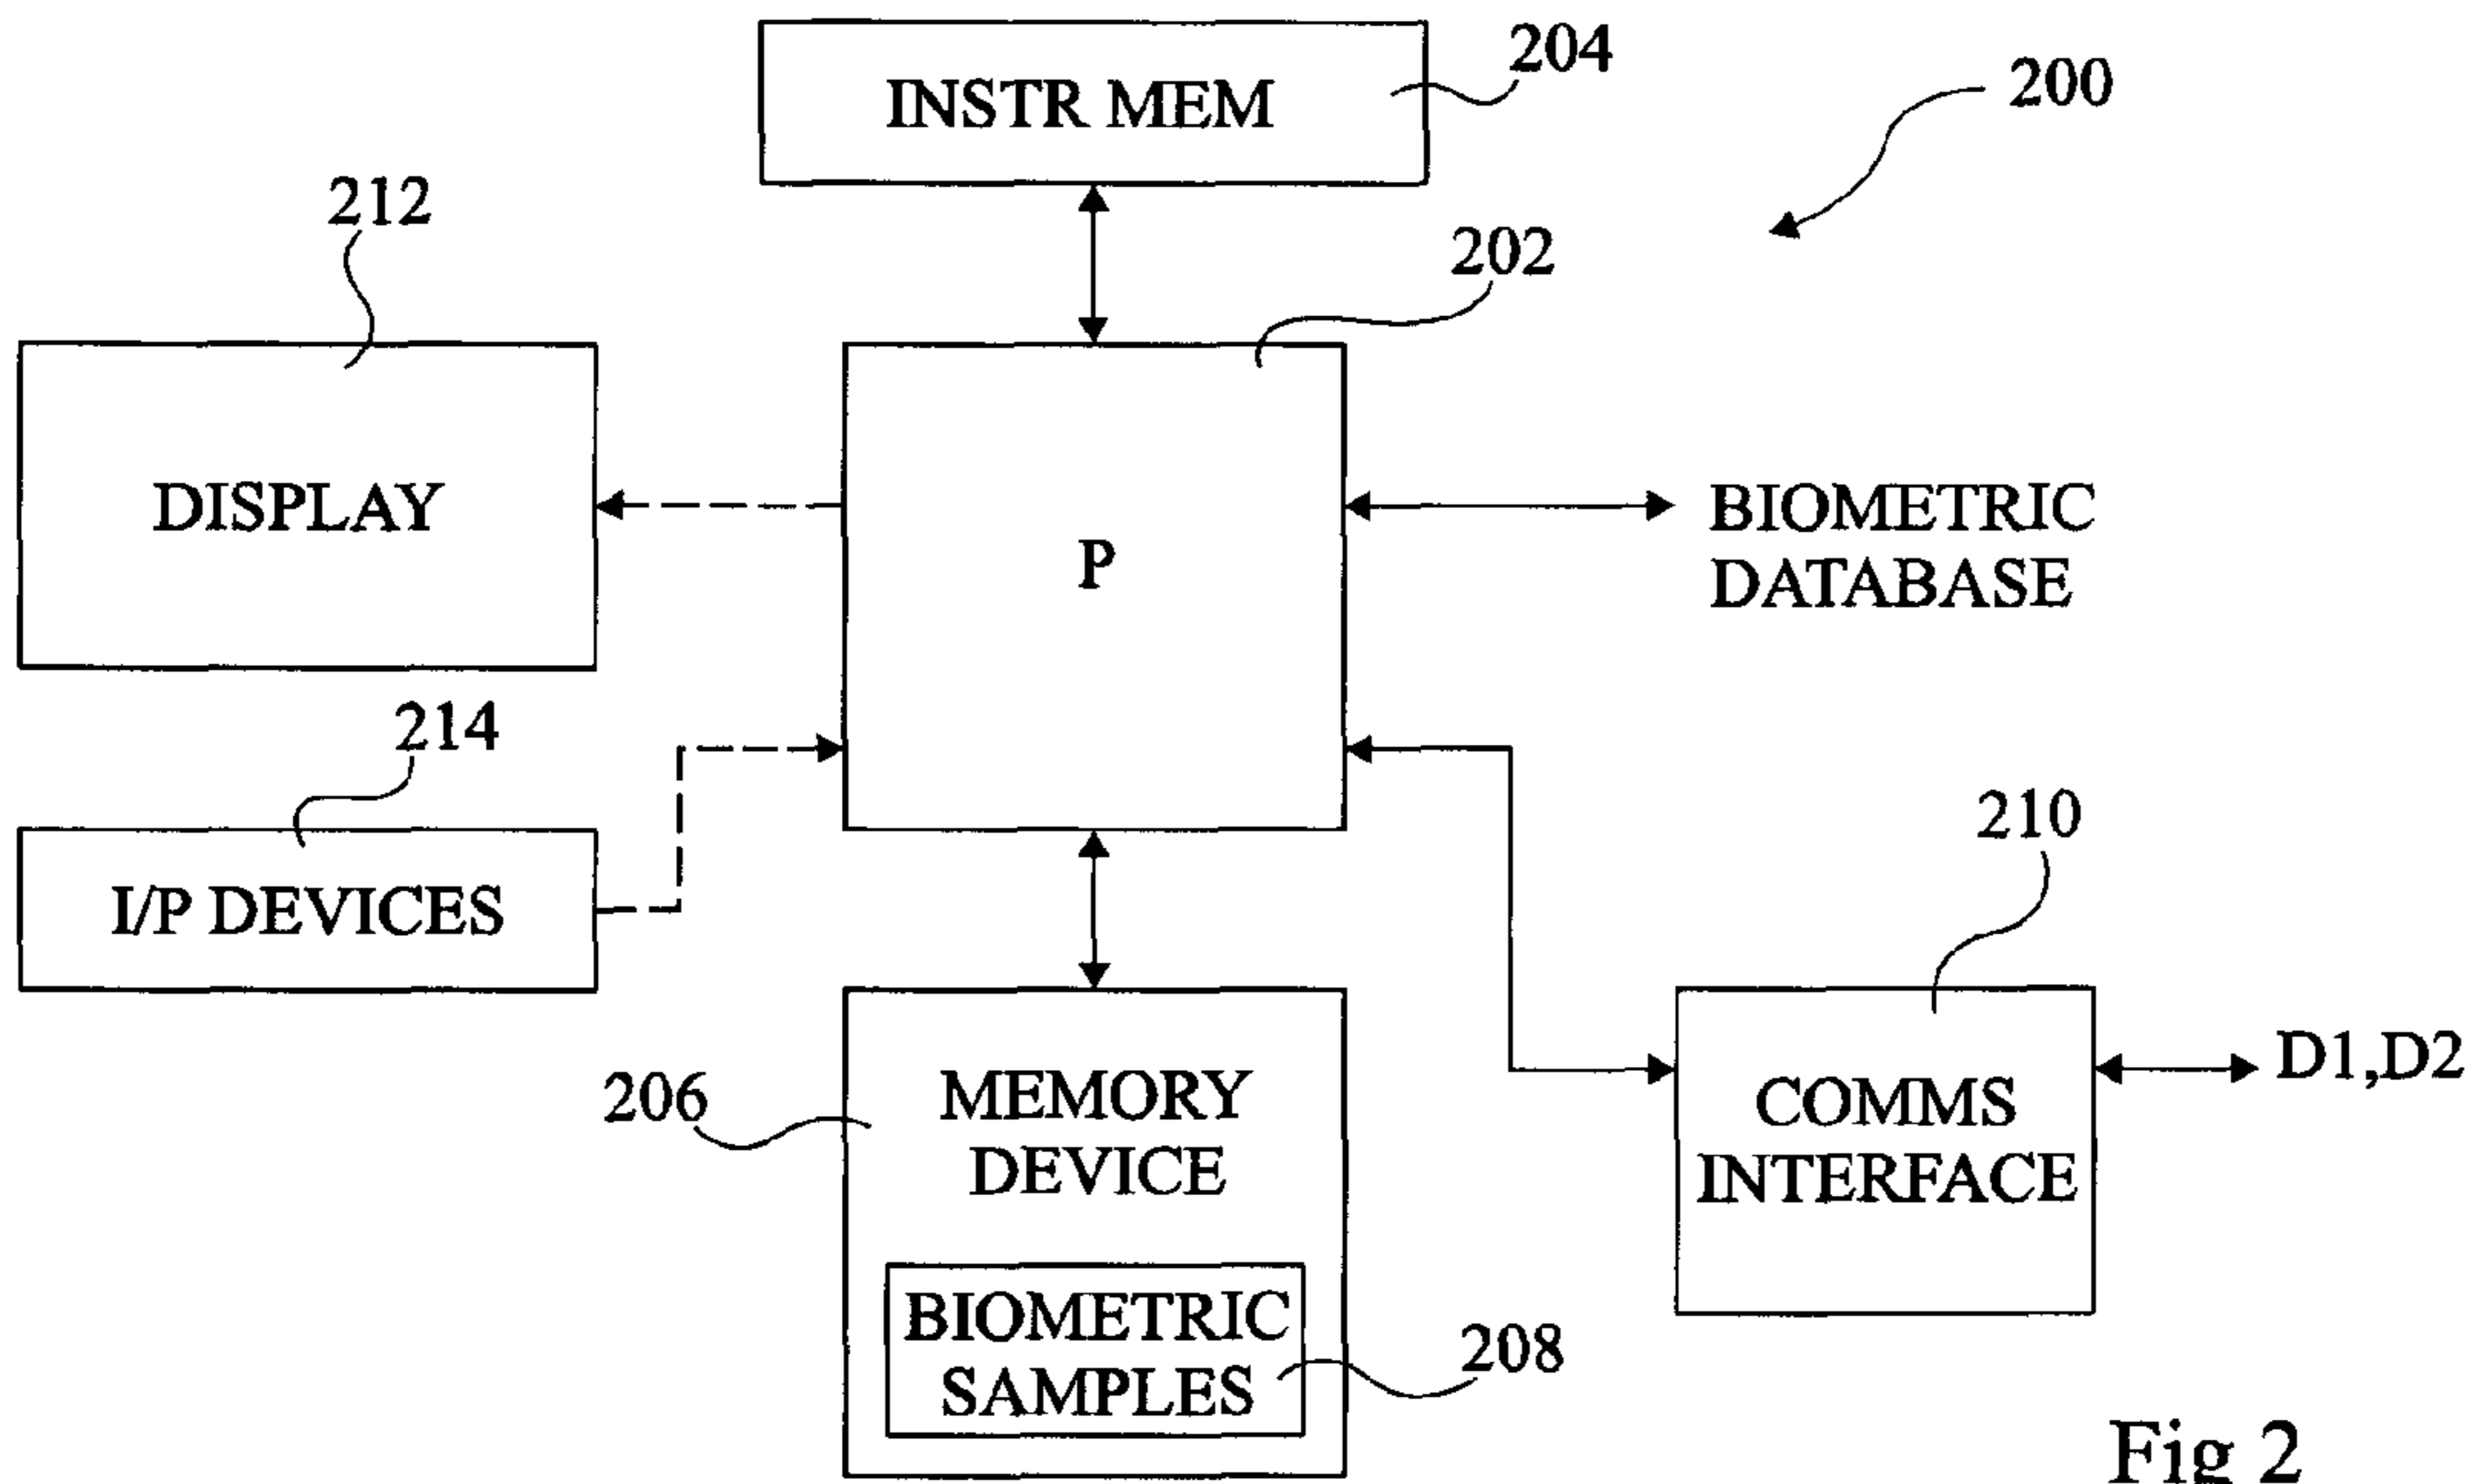 204
INSTR MEM
200
212
202
DISPLAY
P
BIOMETRIC
DATABASE
214
I/P DEVICES
210
206
MEMORY
DEVICE
D1,D2
COMMS
INTERFACE
BIOMETRIC
SAMPLES
208
Fig 2